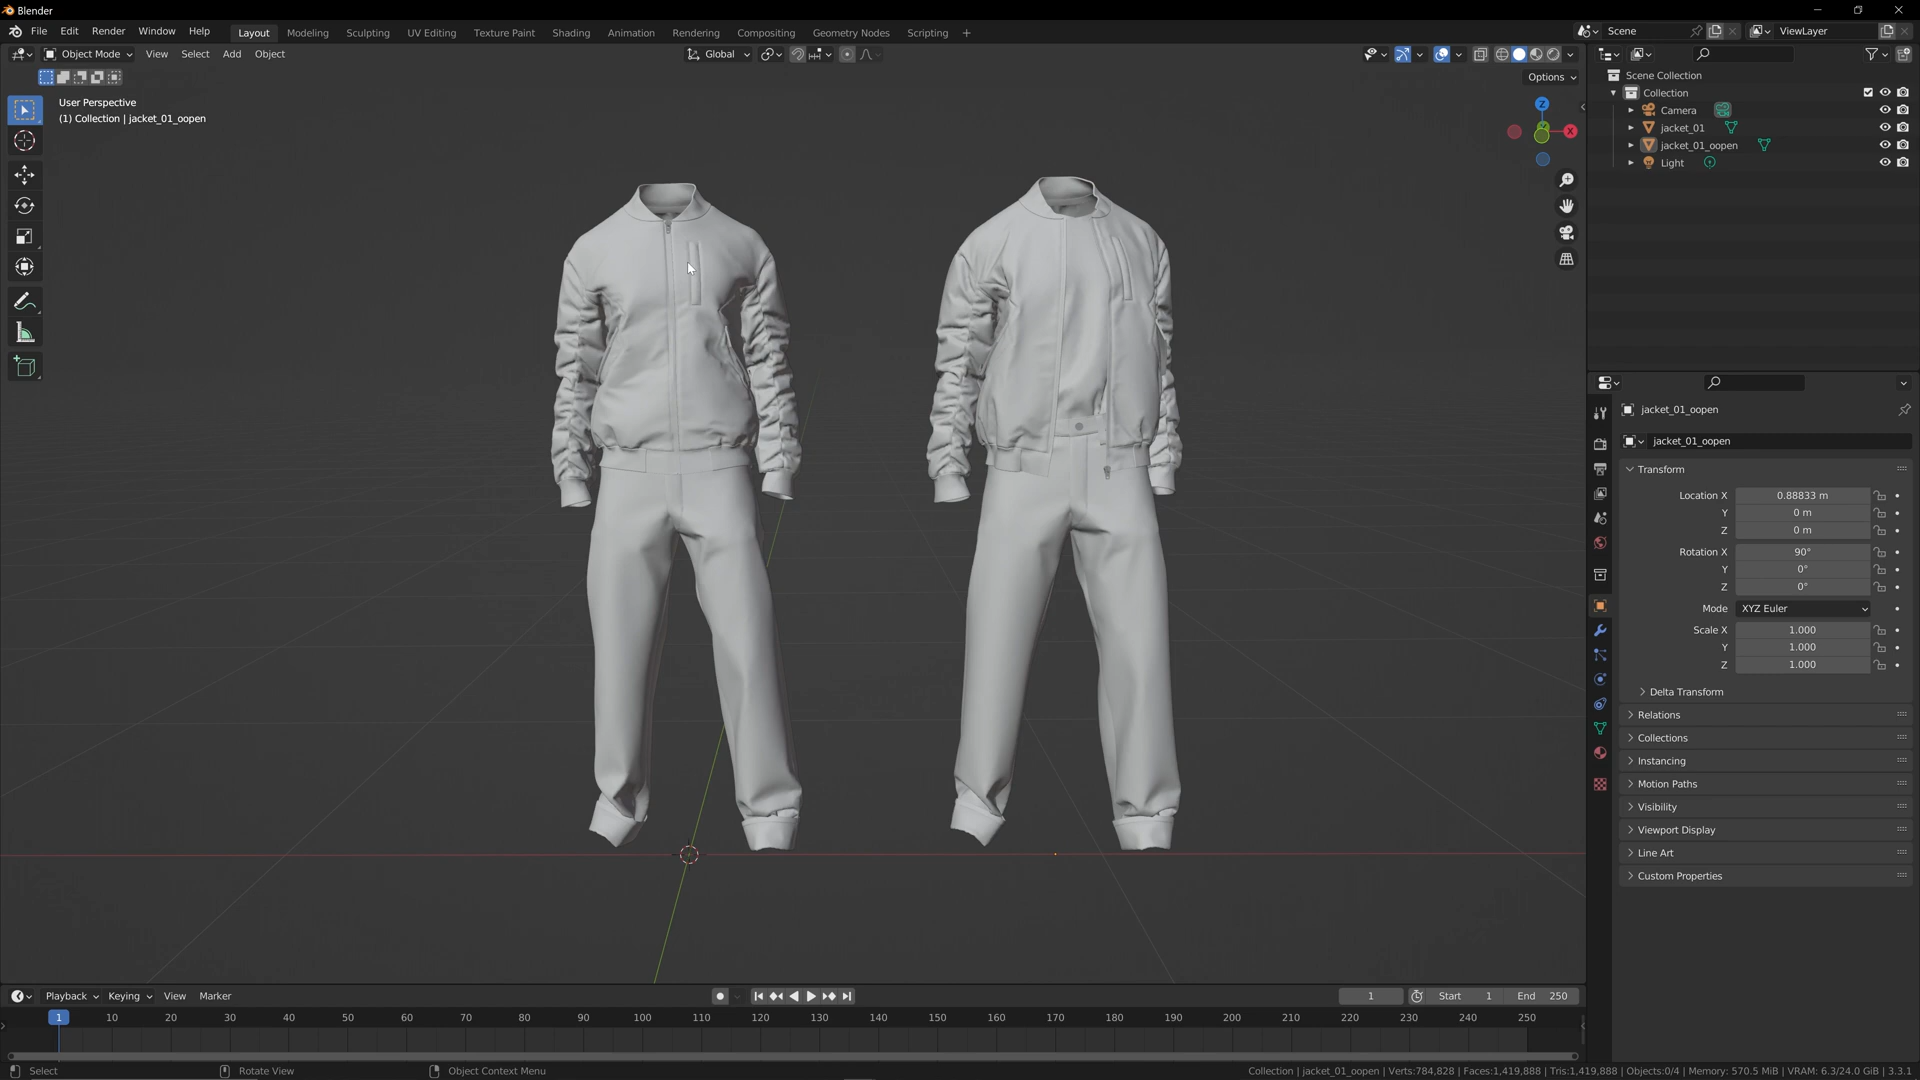 Blender
File Edit Render Window Help Layout Modeling Sculpting UV Editing Texture Paint Shading Animation Rendering Compositing Geometry Nodes Scripting + Scene ViewLayer
Object Mode View Select Add Object Global
Options
User Perspective
(1) Collection | jacket_01_oopen
Z
Y
X
Scene Collection
Collection
Camera
jacket_01
jacket_01_oopen
Light
jacket_01_oopen
jacket_01_oopen
Transform
Location X 0.88833 m
Y 0 m
Z 0 m
Rotation X 90°
Y 0°
Z 0°
Mode XYZ Euler
Scale X 1.000
Y 1.000
Z 1.000
Delta Transform
Relations
Collections
Instancing
Motion Paths
Visibility
Viewport Display
Line Art
Custom Properties
Playback Keying View Marker 1 Start 1 End 250
1 10 20 30 40 50 60 70 80 90 100 110 120 130 140 150 160 170 180 190 200 210 220 230 240 250
Select Rotate View Object Context Menu Collection | jacket_01_oopen | Verts:784,828 | Faces:1,419,888 | Tris:1,419,888 | Objects:0/4 | Memory: 570.5 MiB | VRAM: 6.3/24.0 GiB | 3.3.1